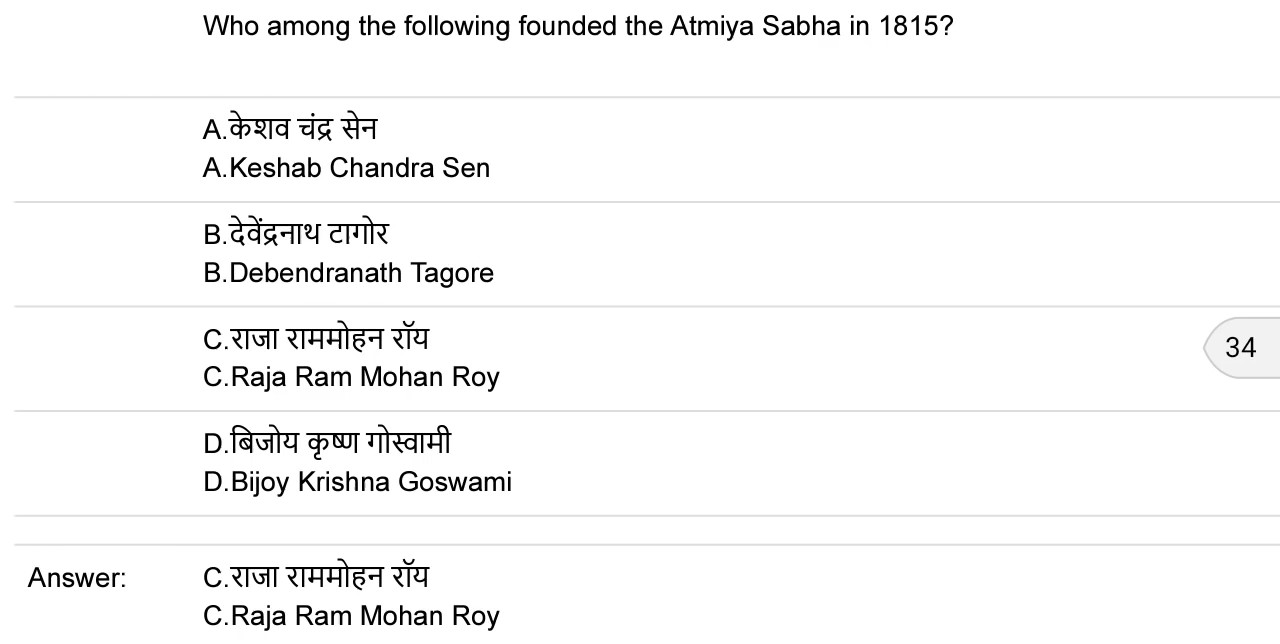 Who among the following founded the Atmiya Sabha in 1815?
A.केशव चंद्र सेन
A.Keshab Chandra Sen
B.देवेंद्रनाथ टागोर
B.Debendranath Tagore
C.राजा राममोहन रॉय
C.Raja Ram Mohan Roy
34
D.बिजोय कृष्ण गोस्वामी
D.Bijoy Krishna Goswami
Answer: C.राजा राममोहन रॉय
C.Raja Ram Mohan Roy